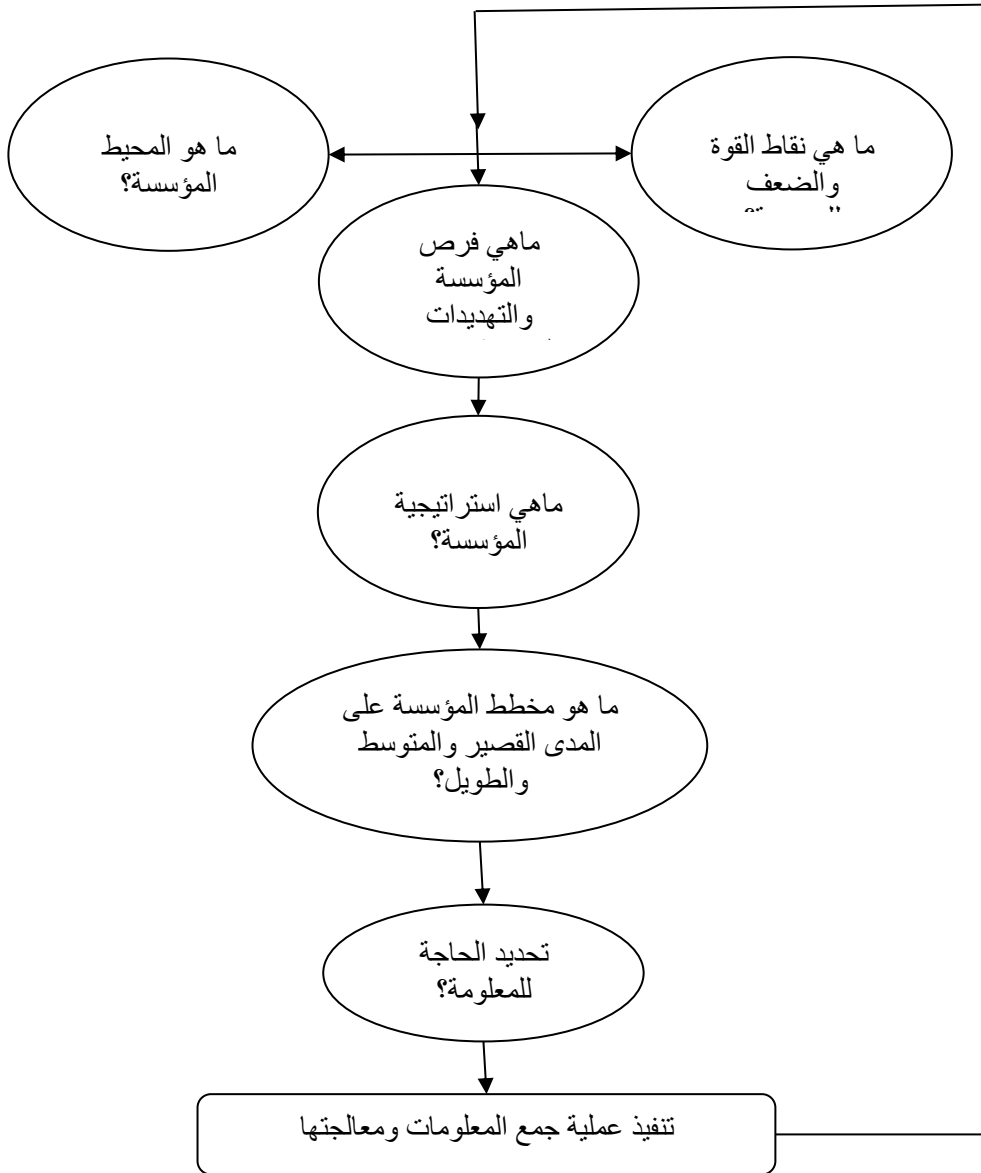 ما هي نقاط القوة
والضعف
ما هو المحيط
المؤسسة؟
ماهي فرص
المؤسسة
والتهديدات
ماهي استراتيجية
المؤسسة؟
ما هو مخطط المؤسسة على
المدى القصير والمتوسط
والطويل؟
تحديد الحاجة
للمعلومة؟
تنفيذ عملية جمع المعلومات ومعالجتها